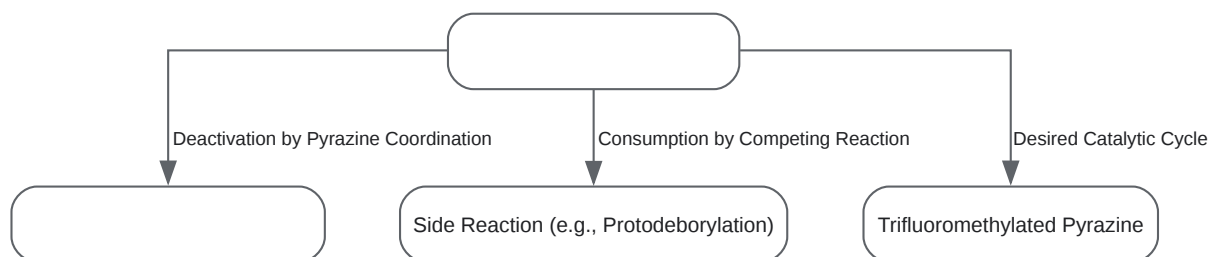 Deactivation by Pyrazine Coordination
Consumption by Competing Reaction
Desired Catalytic Cycle
Side Reaction (e.g., Protodeborylation)
Trifluoromethylated Pyrazine